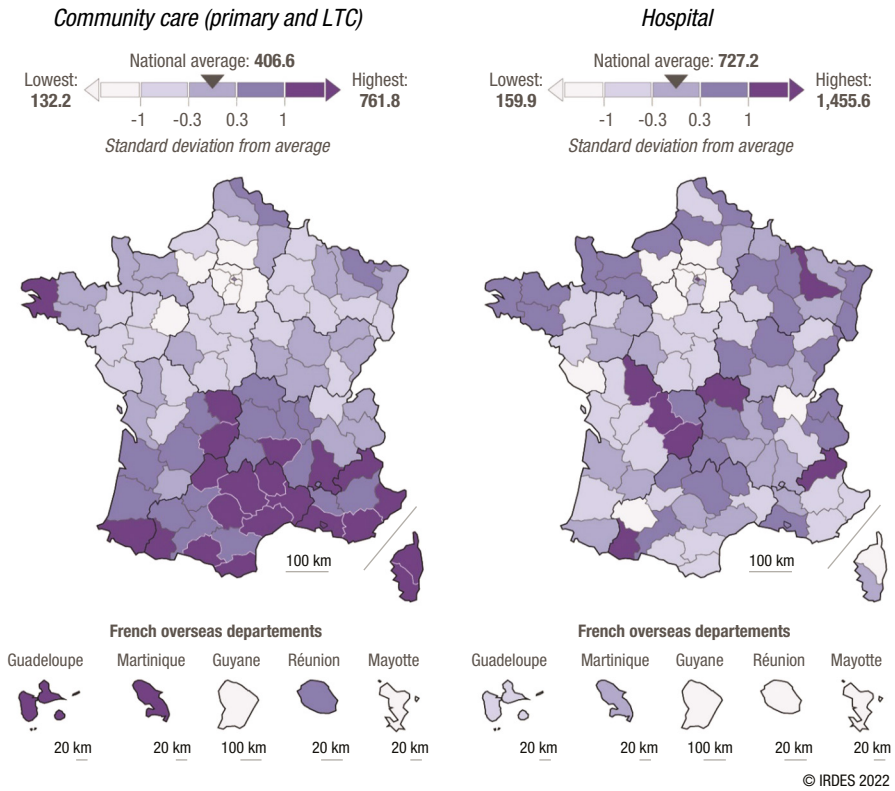 Community care (primary and LTC)
National average: 406.6
Lowest:
132.2
Highest:
761.8
-1 -0.3 0.3 1
Standard deviation from average
100 km
French overseas departements
Guadeloupe Martinique Guyane Réunion Mayotte
20 km 20 km 100 km 20 km 20 km
Hospital
National average: 727.2
Lowest:
159.9
Highest:
1,455.6
-1 -0.3 0.3 1
Standard deviation from average
100 km
French overseas departements
Guadeloupe Martinique Guyane Réunion Mayotte
20 km 20 km 100 km 20 km 20 km
© IRDES 2022